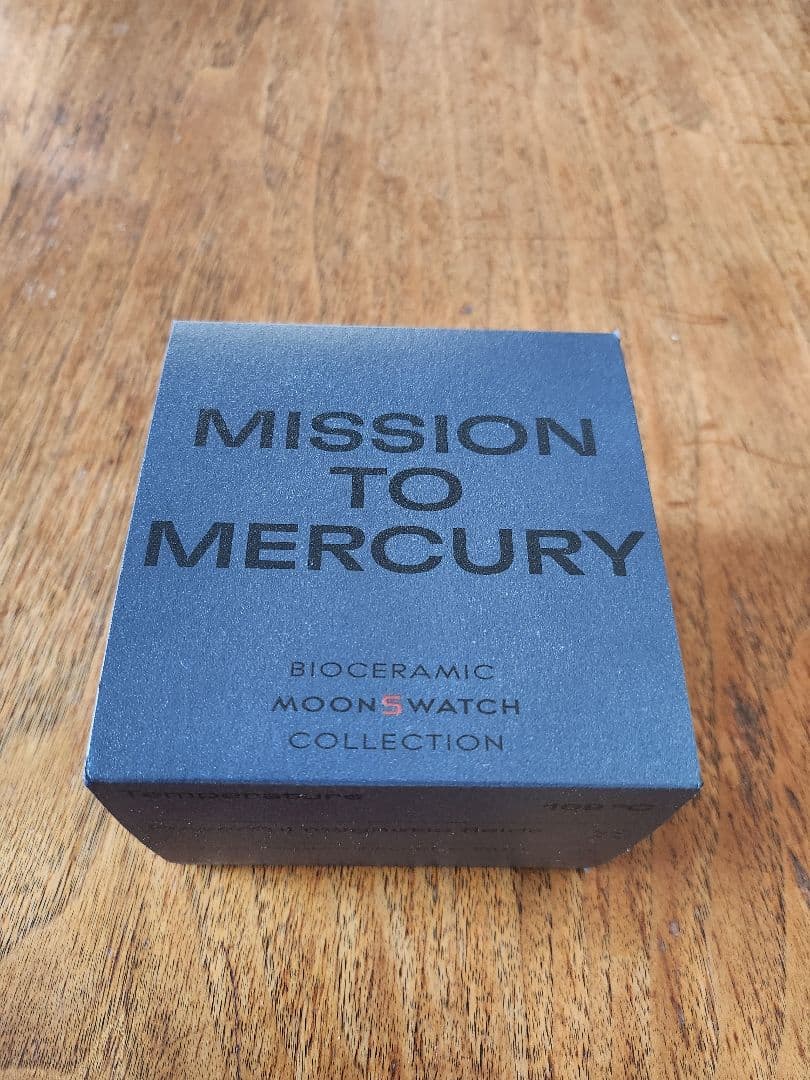 MISSION
TO
MERCURY
BIOCERAMIC
MOONSWATCH
COLLECTION
Temperature